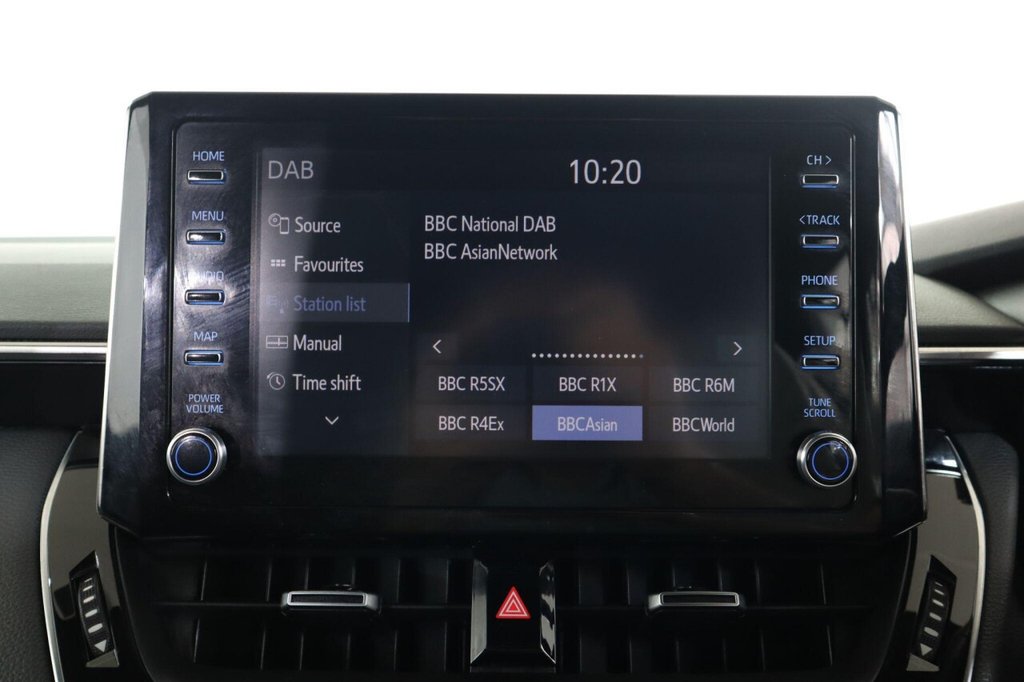 HOME
MENU
AUDIO
MAP
POWER
VOLUME
DAB
10:20
Source
Favourites
Station list
Manual
Time shift
BBC National DAB
BBC AsianNetwork
< >
BBC R5SX BBC R1X BBC R6M
BBC R4Ex BBCAsian BBCWorld
CH >
< TRACK
PHONE
SETUP
TUNE
SCROLL